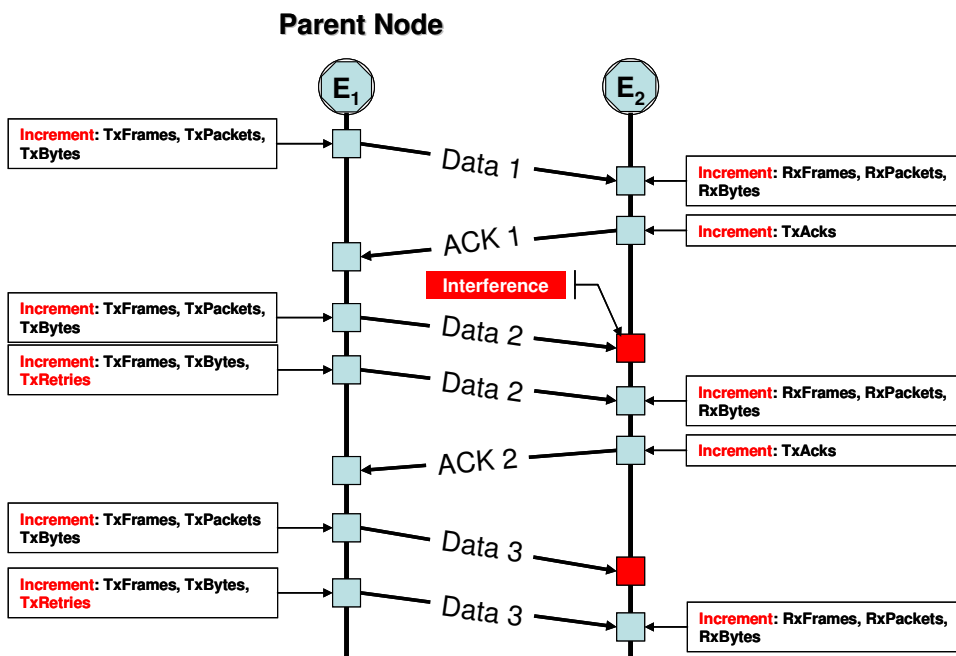 Parent Node
E1
E2
Increment: TxFrames, TxPackets,
TxBytes
Data 1
Increment: RxFrames, RxPackets,
RxBytes
ACK 1
Increment: TxAcks
Interference
Increment: TxFrames, TxPackets,
TxBytes
Data 2
Increment: TxFrames, TxBytes,
TxRetries
Data 2
Increment: RxFrames, RxPackets,
RxBytes
ACK 2
Increment: TxAcks
Increment: TxFrames, TxPackets
TxBytes
Data 3
Increment: TxFrames, TxBytes,
TxRetries
Data 3
Increment: RxFrames, RxPackets,
RxBytes